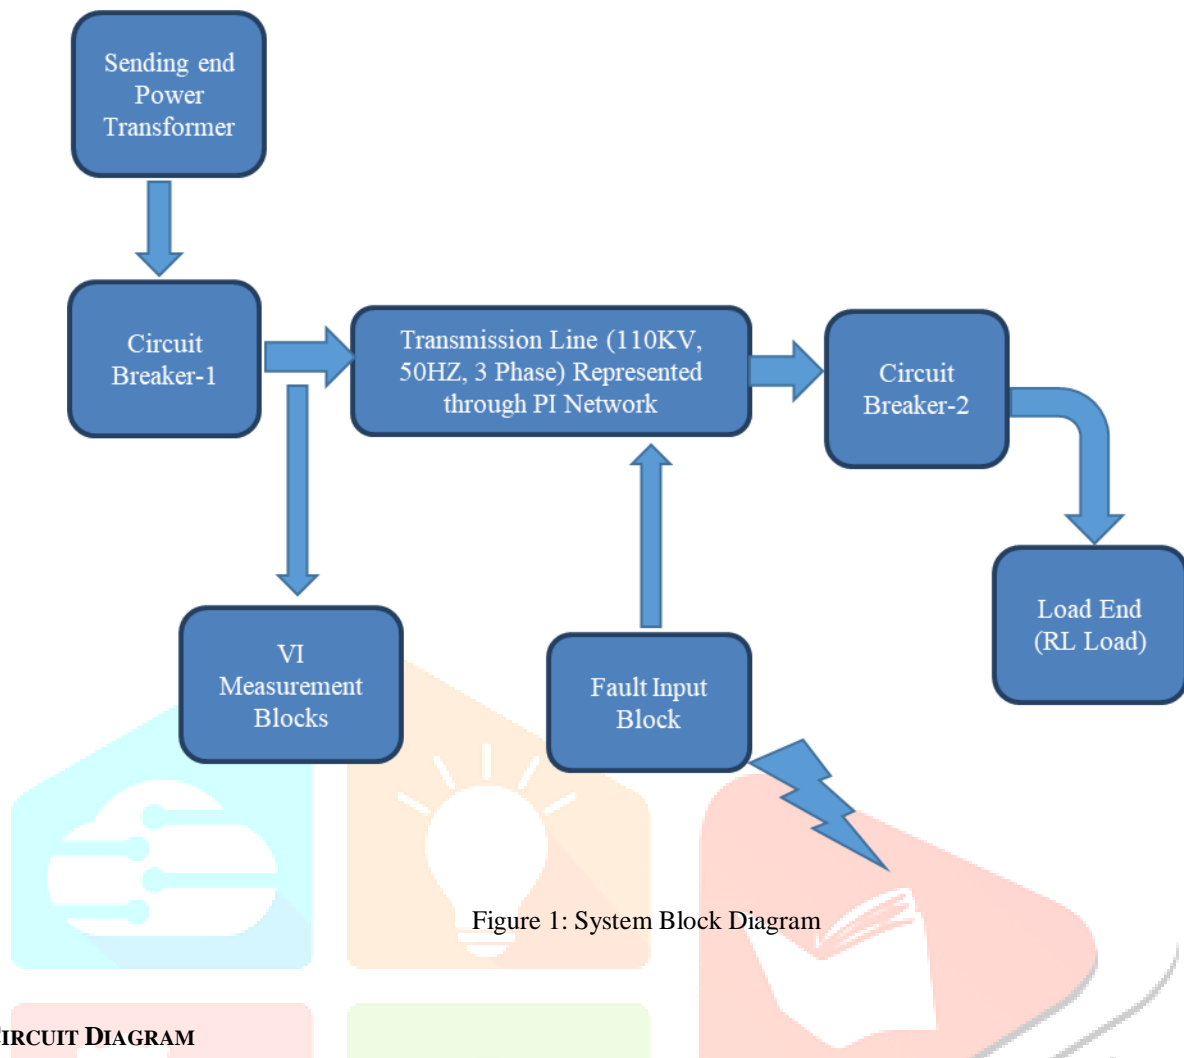 Sending end
Power
Transformer
Circuit
Breaker-1
Transmission Line (110KV,
50HZ, 3 Phase) Represented
through PI Network
Circuit
Breaker-2
VI
Measurement
Blocks
Fault Input
Block
Load End
(RL Load)
Figure 1: System Block Diagram
CIRCUIT DIAGRAM